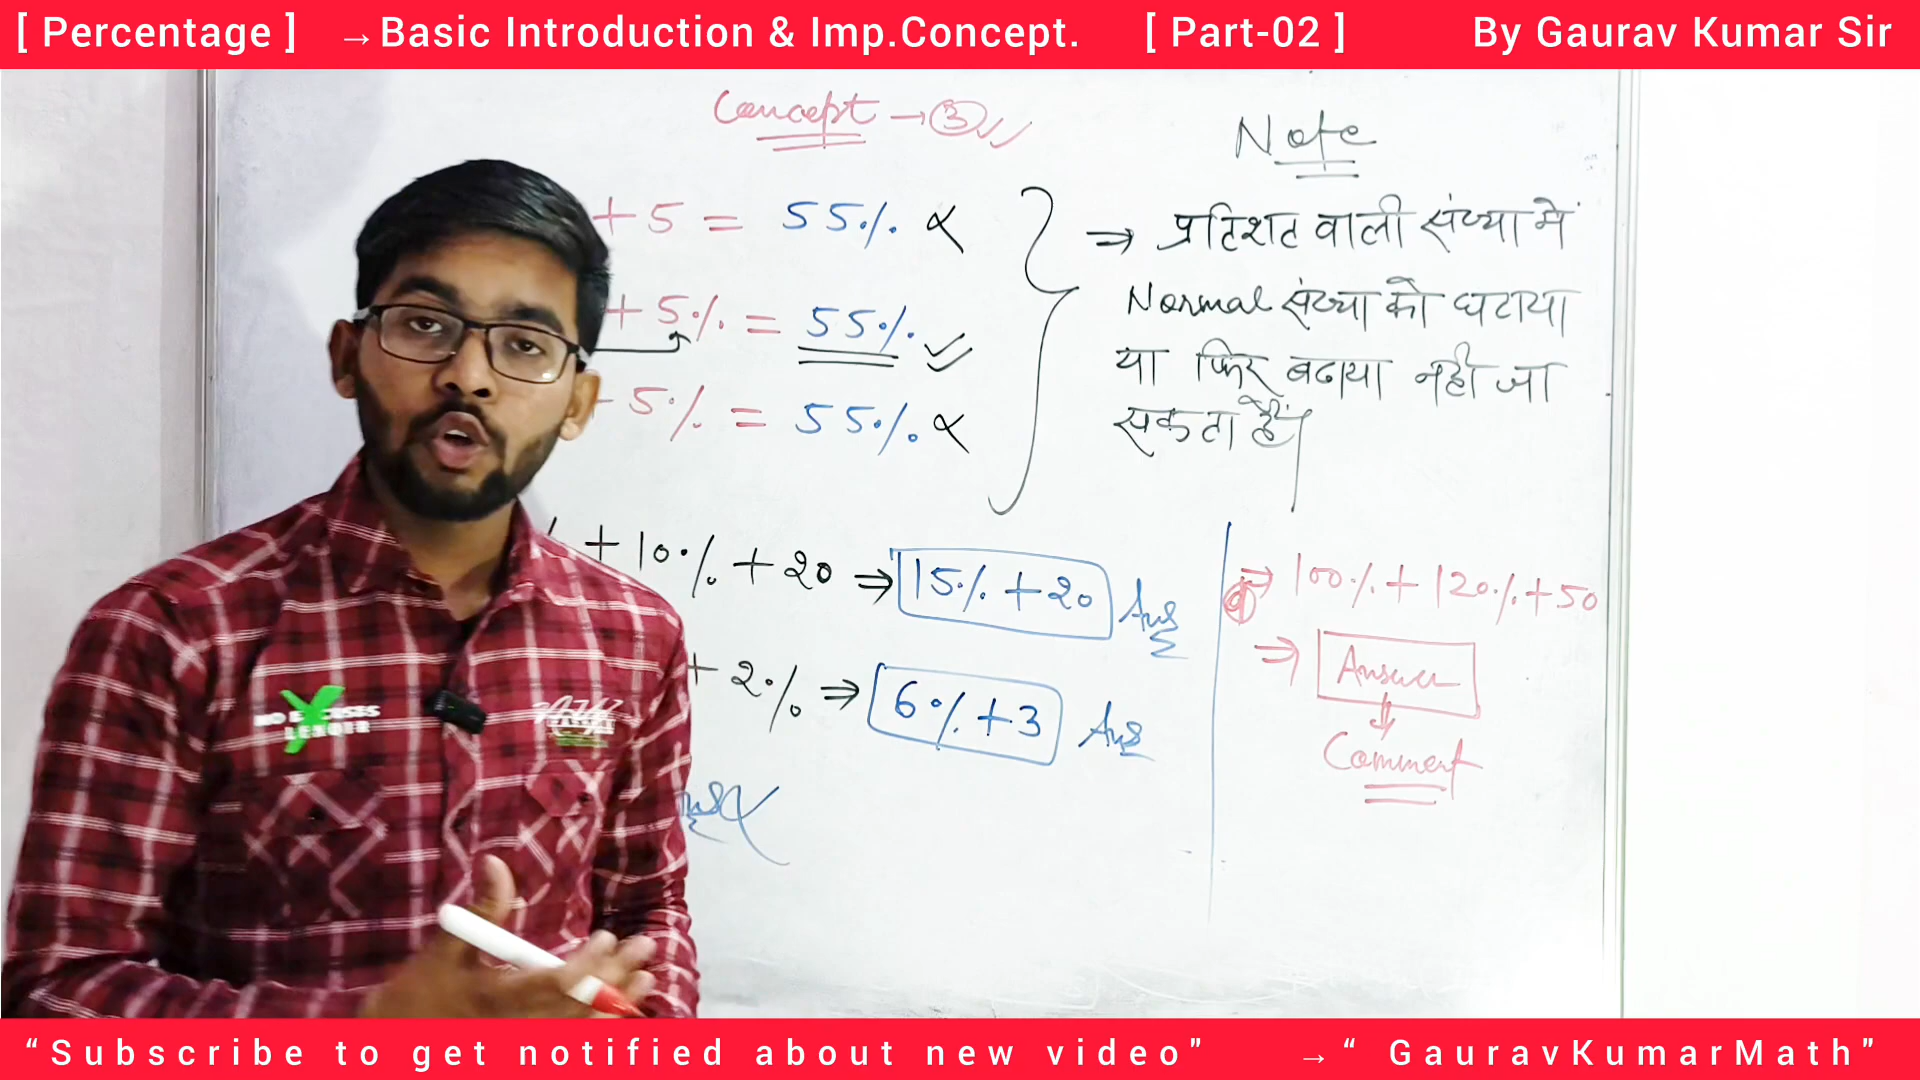 [ Percentage ] →Basic Introduction & Imp.Concept. [ Part-02 ] By Gaurav Kumar Sir
Concept → 3
+5 = 55%
+5% = 55%
5% = 55%
Note
⇒ प्रतिशत वाली संख्या में
Normal संख्या को घटाया
या फिर बढाया नहीं जा
सकता हैं।
+10%+20 ⇒ 15%+20 Ans
+2% ⇒ 6%+3 Ans
⇒ 100%+120%+50
⇒ Answer
↓
Comment
"Subscribe to get notified about new video" →" GauravKumarMath"